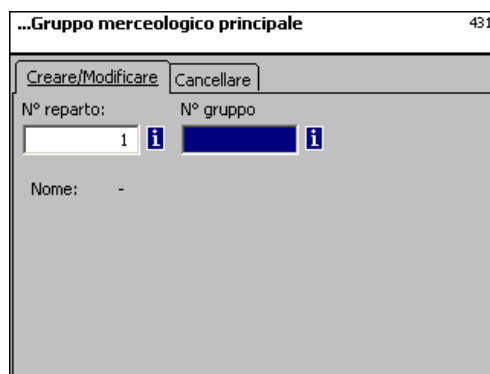 ...Gruppo merceologico principale 431
Creare/Modificare Cancellare
N° reparto: N° gruppo
1 i i
Nome: -